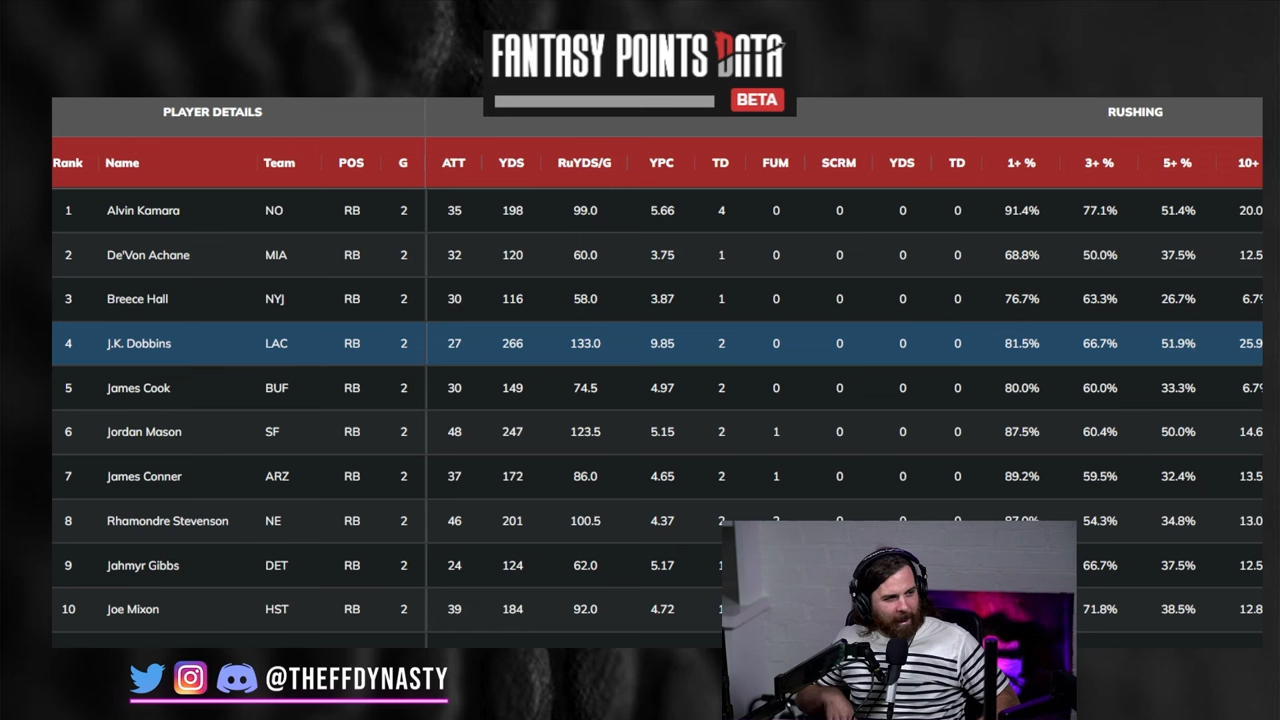 FANTASY POINTS DATA
BETA
PLAYER DETAILS RUSHING
Rank Name Team POS G ATT YDS RuYDS/G YPC TD FUM SCRM YDS TD 1+ % 3+ % 5+ % 10+
1 Alvin Kamara NO RB 2 35 198 99.0 5.66 4 0 0 0 0 91.4% 77.1% 51.4% 20.0
2 De'Von Achane MIA RB 2 32 120 60.0 3.75 1 0 0 0 0 68.8% 50.0% 37.5% 12.5
3 Breece Hall NYJ RB 2 30 116 58.0 3.87 1 0 0 0 0 76.7% 63.3% 26.7% 6.7%
4 J.K. Dobbins LAC RB 2 27 266 133.0 9.85 2 0 0 0 0 81.5% 66.7% 51.9% 25.9
5 James Cook BUF RB 2 30 149 74.5 4.97 2 0 0 0 0 80.0% 60.0% 33.3% 6.7%
6 Jordan Mason SF RB 2 48 247 123.5 5.15 2 1 0 0 0 87.5% 60.4% 50.0% 14.6
7 James Conner ARZ RB 2 37 172 86.0 4.65 2 1 0 0 0 89.2% 59.5% 32.4% 13.5
8 Rhamondre Stevenson NE RB 2 46 201 100.5 4.37 2 54.3% 34.8% 13.0
9 Jahmyr Gibbs DET RB 2 24 124 62.0 5.17 66.7% 37.5% 12.5
10 Joe Mixon HST RB 2 39 184 92.0 4.72 71.8% 38.5% 12.8
@THEFFDYNASTY